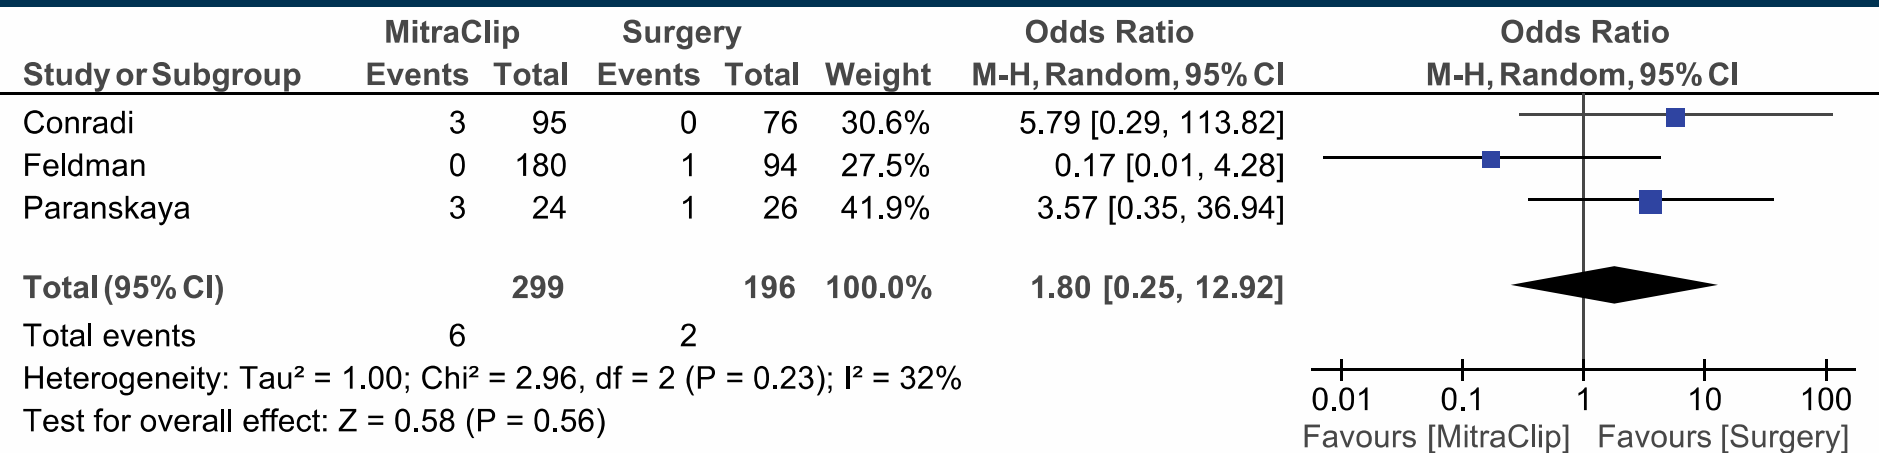 MitraClip Surgery Odds Ratio Odds Ratio
Study or Subgroup Events Total Events Total Weight M-H, Random, 95% CI M-H, Random, 95% CI
Conradi 3 95 0 76 30.6% 5.79 [0.29, 113.82]
Feldman 0 180 1 94 27.5% 0.17 [0.01, 4.28]
Paranskaya 3 24 1 26 41.9% 3.57 [0.35, 36.94]
Total (95% CI) 299 196 100.0% 1.80 [0.25, 12.92]
Total events 6 2
Heterogeneity: Tau² = 1.00; Chi² = 2.96, df = 2 (P = 0.23); I² = 32%
Test for overall effect: Z = 0.58 (P = 0.56)
0.01 0.1 1 10 100
Favours [MitraClip] Favours [Surgery]